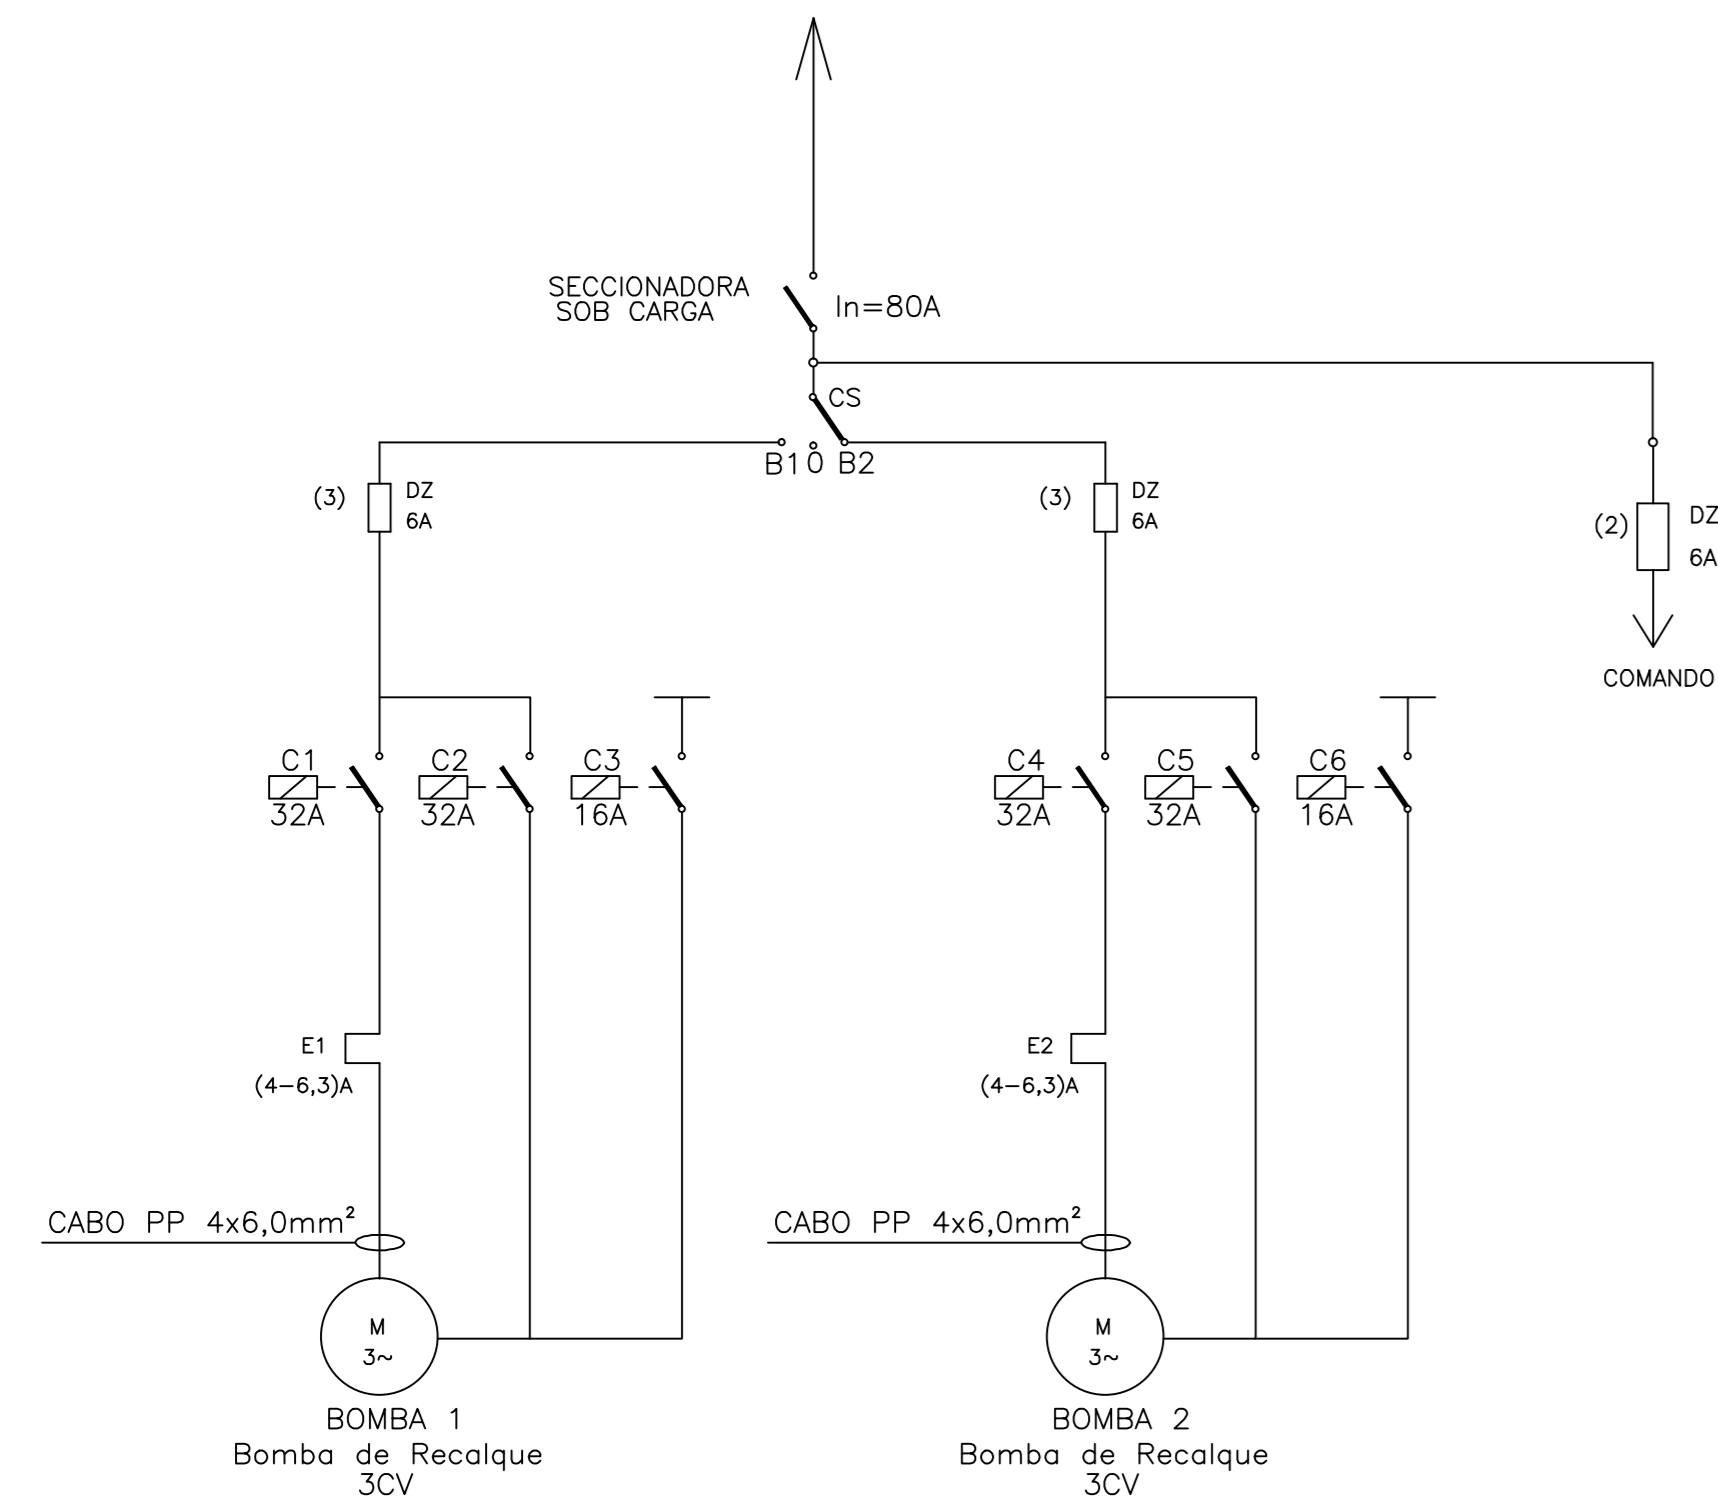 SECCIONADORA
SOB CARGA
In=80A
CS
B1 0 B2
(3)
DZ
6A
(3)
DZ
6A
(2)
DZ
6A
COMANDO
C1
32A
C2
32A
C3
16A
C4
32A
C5
32A
C6
16A
E1
(4-6,3)A
E2
(4-6,3)A
CABO PP 4x6,0mm²
CABO PP 4x6,0mm²
M
3~
M
3~
BOMBA 1
Bomba de Recalque
3CV
BOMBA 2
Bomba de Recalque
3CV